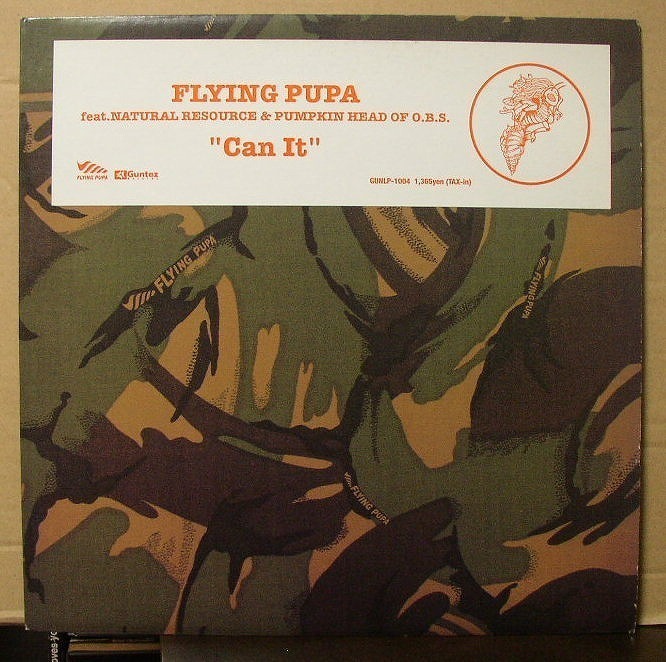 FLYING PUPA
feat.NATURAL RESOURCE & PUMPKIN HEAD OF O.B.S.
"Can It"
FLYING PUPA
Guntez
GUNLP-1004 1,365yen (TAX-in)
FLYING PUPA
FLYING PUPA
FLYING PUPA